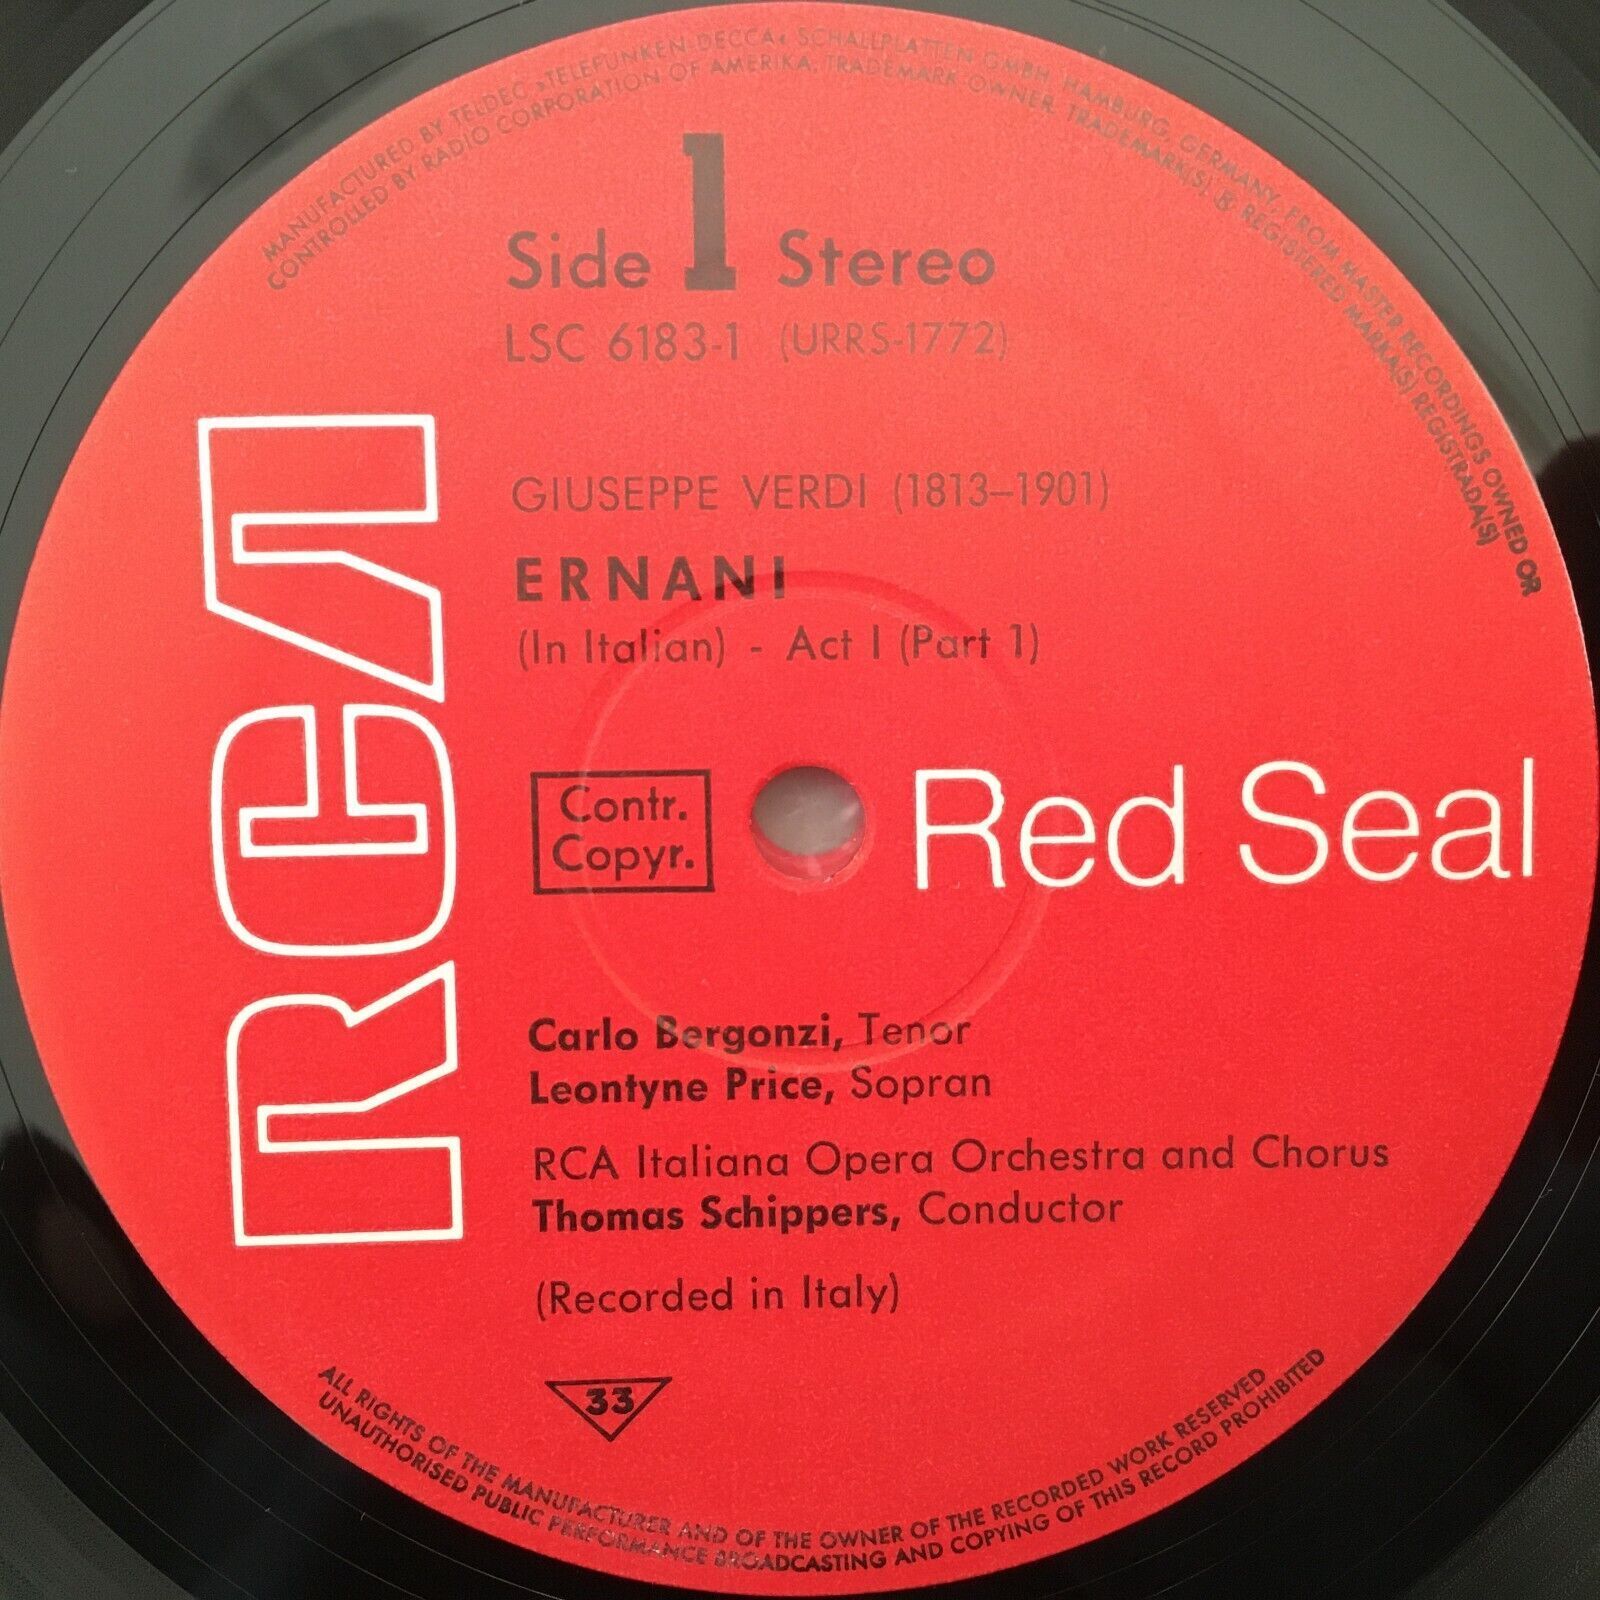 MANUFACTURED BY TELDEC »TELEFUNKEN-DECCA« SCHALLPLATTEN GMBH, HAMBURG, GERMANY, FROM MASTER RECORDINGS OWNED OR
CONTROLLED BY RADIO CORPORATION OF AMERIKA, TRADEMARK OWNER, TRADEMARK(S) ® REGISTERED MARKA(S) REGISTRADA(S)
Side 1 Stereo
LSC 6183-1 (URRS-1772)
GIUSEPPE VERDI (1813–1901)
ERNANI
(In Italian) - Act I (Part 1)
RCA
Contr.
Copyr.
Red Seal
Carlo Bergonzi, Tenor
Leontyne Price, Sopran
RCA Italiana Opera Orchestra and Chorus
Thomas Schippers, Conductor
(Recorded in Italy)
33
ALL RIGHTS OF THE MANUFACTURER AND OF THE OWNER OF THE RECORDED WORK RESERVED
UNAUTHORISED PUBLIC PERFORMANCE BROADCASTING AND COPYING OF THIS RECORD PROHIBITED